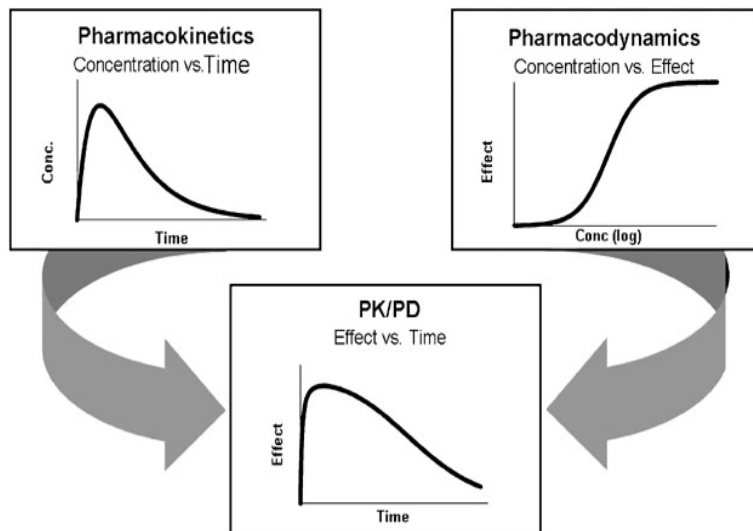 Pharmacokinetics
Concentration vs.Time
Conc.
Time
Pharmacodynamics
Concentration vs. Effect
Effect
Conc (log)
PK/PD
Effect vs. Time
Effect
Time